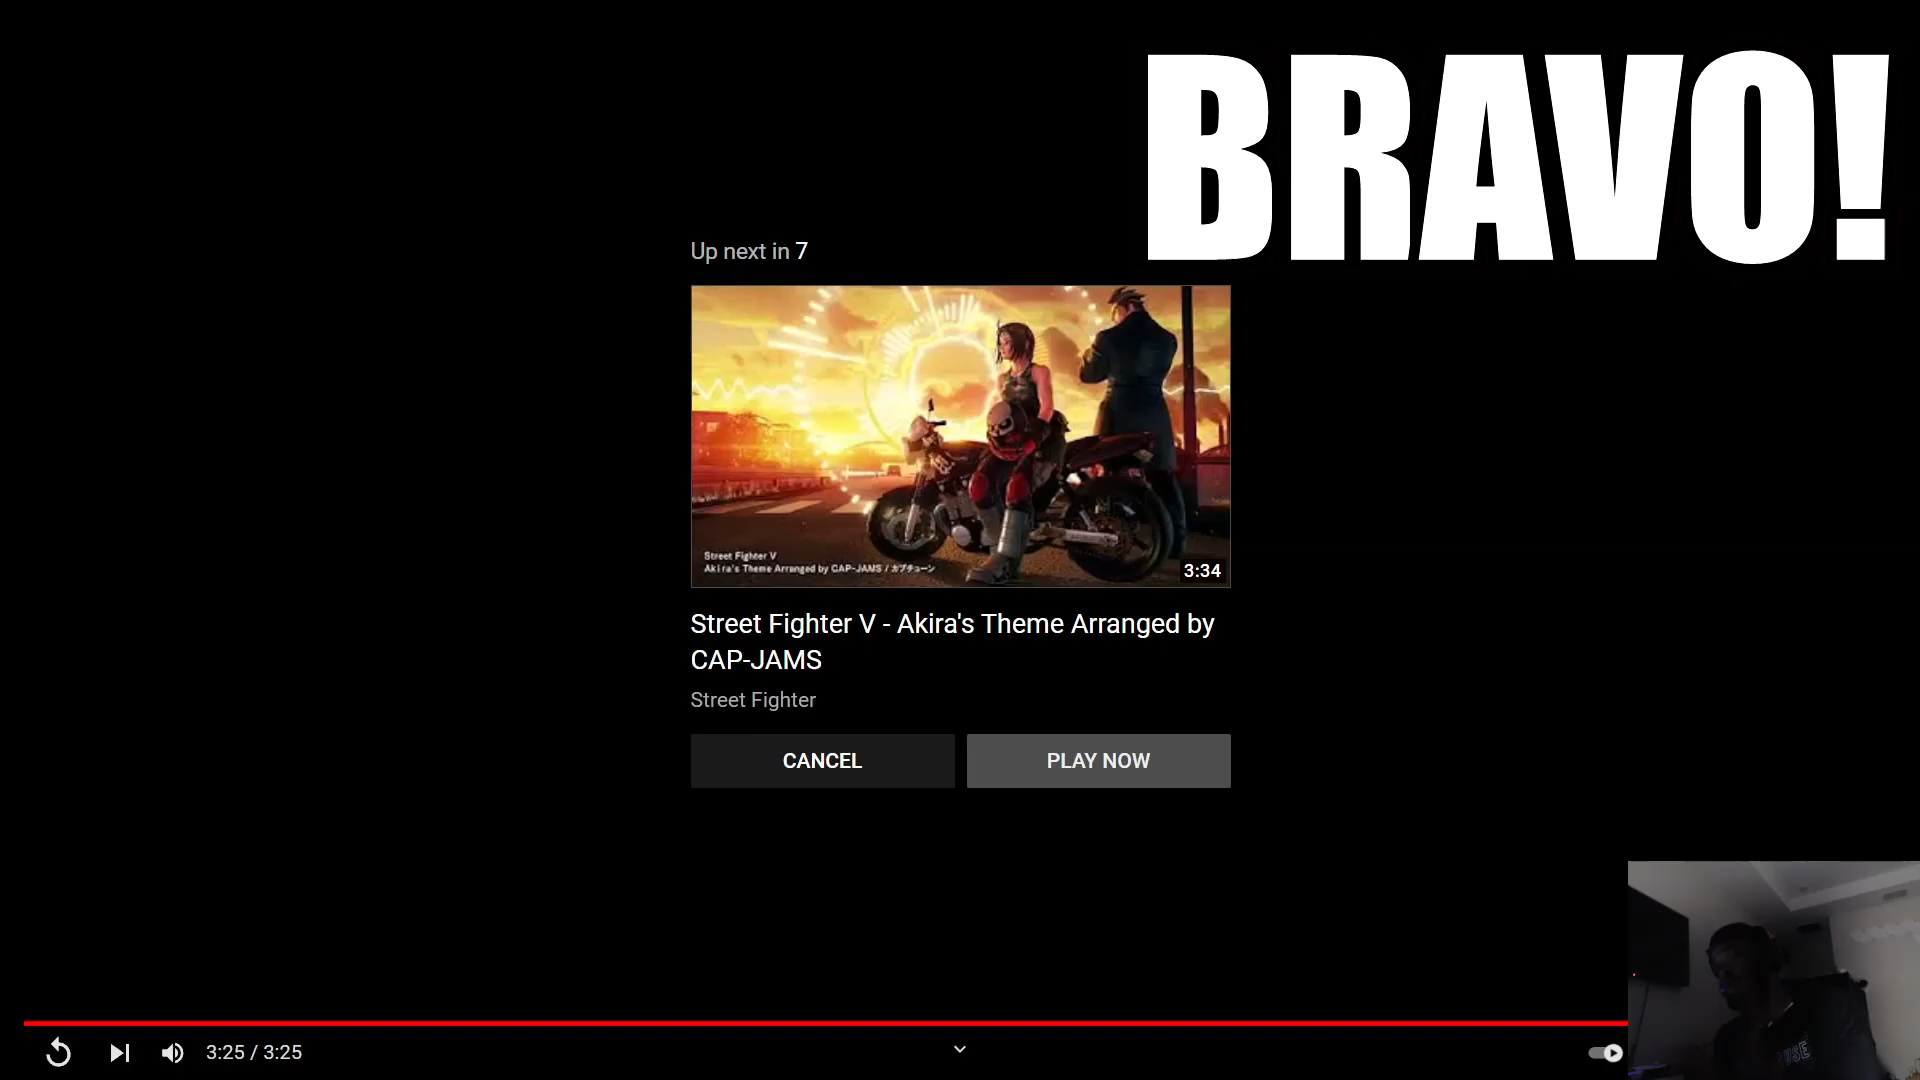 BRAVO!
Up next in 7
Street Fighter V
Akira's Theme Arranged by CAP-JAMS / カプチューン
3:34
Street Fighter V - Akira's Theme Arranged by
CAP-JAMS
Street Fighter
CANCEL
PLAY NOW
3:25 / 3:25